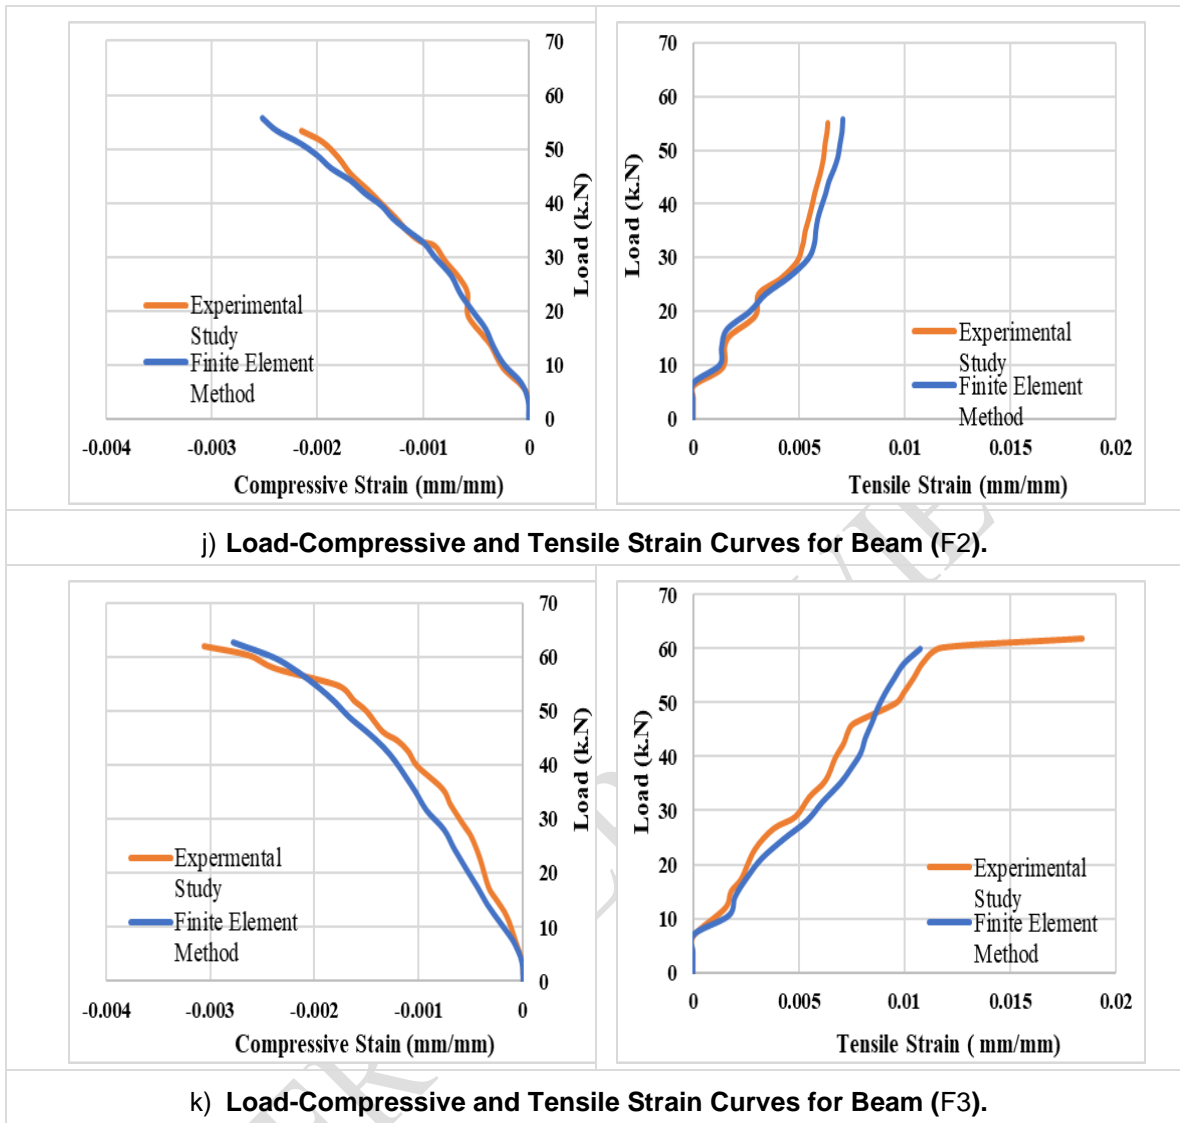 70
60
50
40
30
20
10
0
Load (k.N)
Experimental
Study
Finite Element
Method
-0.004 -0.003 -0.002 -0.001 0
Compressive Strain (mm/mm)
70
60
50
40
30
20
10
0
Load (k.N)
Experimental
Study
Finite Element
Method
0 0.005 0.01 0.015 0.02
Tensile Strain (mm/mm)
j) Load-Compressive and Tensile Strain Curves for Beam (F2).
70
60
50
40
30
20
10
0
Load (k.N)
Expermental
Study
Finite Element
Method
-0.004 -0.003 -0.002 -0.001 0
Compressive Stain (mm/mm)
70
60
50
40
30
20
10
0
Load (k.N)
Experimental
Study
Finite Element
Method
0 0.005 0.01 0.015 0.02
Tensile Strain ( mm/mm)
k) Load-Compressive and Tensile Strain Curves for Beam (F3).